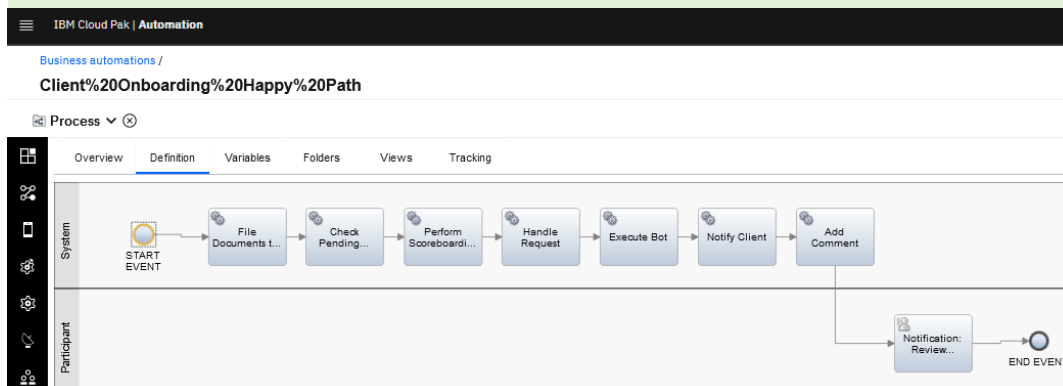 IBM Cloud Pak | Automation
Business automations /
Client%20Onboarding%20Happy%20Path
Process
Overview Definition Variables Folders Views Tracking
System
START
EVENT
File
Documents t...
Check
Pending...
Perform
Scoreboardi...
Handle
Request
Execute Bot
Notify Client
Add
Comment
Participant
Notification:
Review...
END EVEN